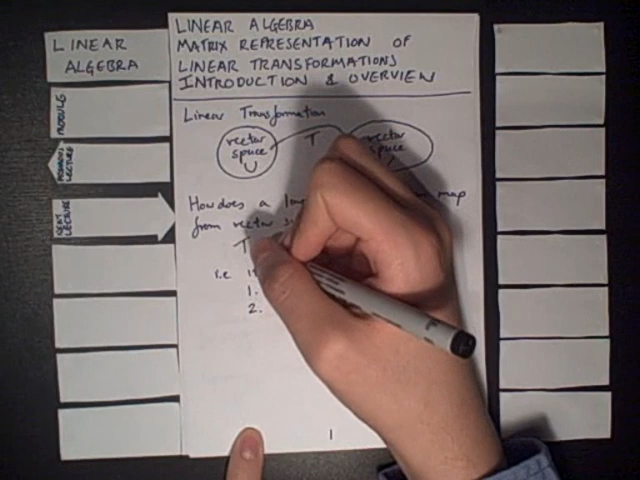 LINEAR
ALGEBRA
MODULE
PREVIOUS
LECTURE
NEXT
LECTURE
LINEAR ALGEBRA
MATRIX REPRESENTATION OF
LINEAR TRANSFORMATIONS
INTRODUCTION & OVERVIEW
Linear Transformation
vector
space
U
T
vector
space
How does a map
from vector
T
i.e
1.
2.
1